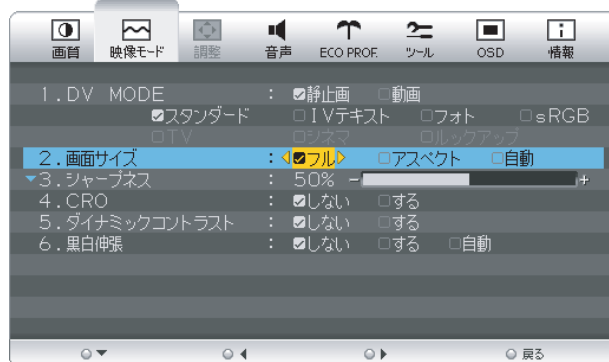 画質 映像モード 調整 音声 ECO PROF. ツール OSD 情報
1.DV MODE : ☑静止画 □動画
☑スタンダード □IVテキスト □フォト □sRGB
□TV □シネマ □ルックアップ
2.画面サイズ : ☑フル □アスペクト □自動
3.シャープネス : 50% − +
4.CRO : ☑しない □する
5.ダイナミックコントラスト : ☑しない □する
6.黒白伸張 : ☑しない □する □自動
戻る